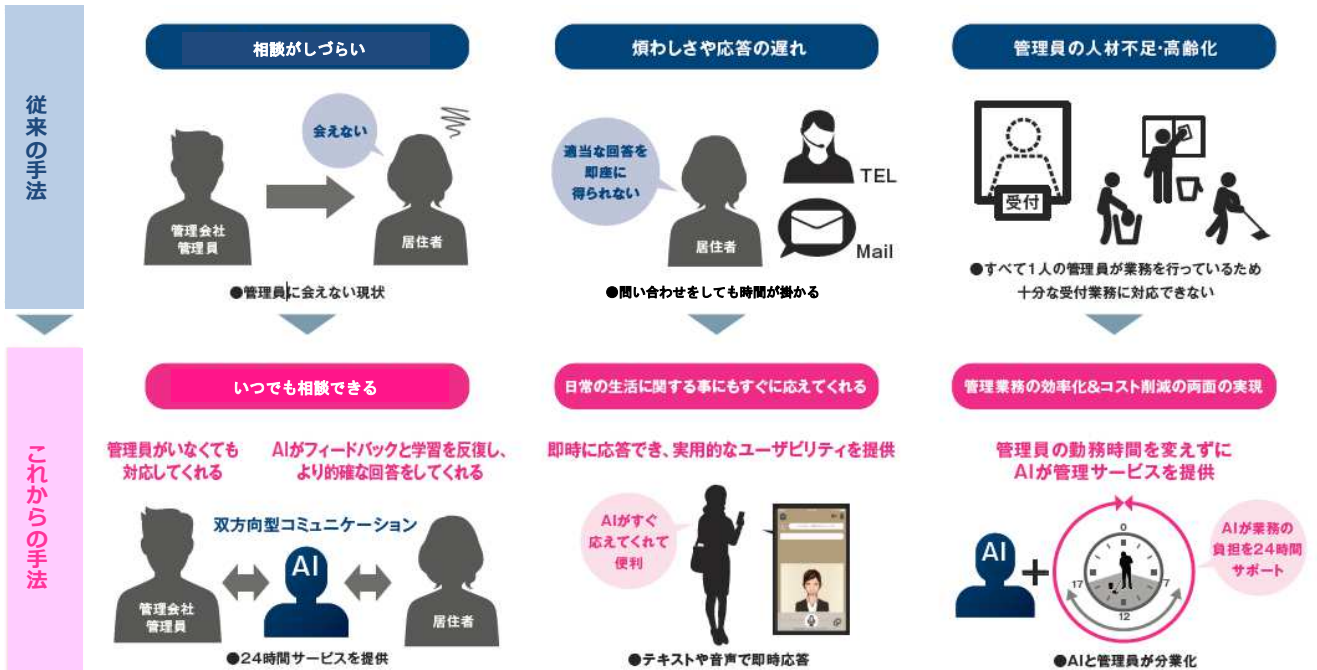 従来の手法
相談がしづらい
会えない
管理会社
管理員
居住者
●管理員に会えない現状
煩わしさや応答の遅れ
適当な回答を
即座に
得られない
居住者
TEL
Mail
●問い合わせをしても時間が掛かる
管理員の人材不足・高齢化
受付
●すべて1人の管理員が業務を行っているため
十分な受付業務に対応できない
これからの手法
いつでも相談できる
管理員がいなくても
対応してくれる
AIがフィードバックと学習を反復し、
より的確な回答をしてくれる
双方向型コミュニケーション
AI
管理会社
管理員
居住者
●24時間サービスを提供
日常の生活に関する事にもすぐに応えてくれる
即時に応答でき、実用的なユーザビリティを提供
AIがすぐ
応えてくれて
便利
●テキストや音声で即時応答
管理業務の効率化&コスト削減の両面の実現
管理員の勤務時間を変えずに
AIが管理サービスを提供
AI
+
0
17
7
12
AIが業務の
負担を24時間
サポート
●AIと管理員が分業化